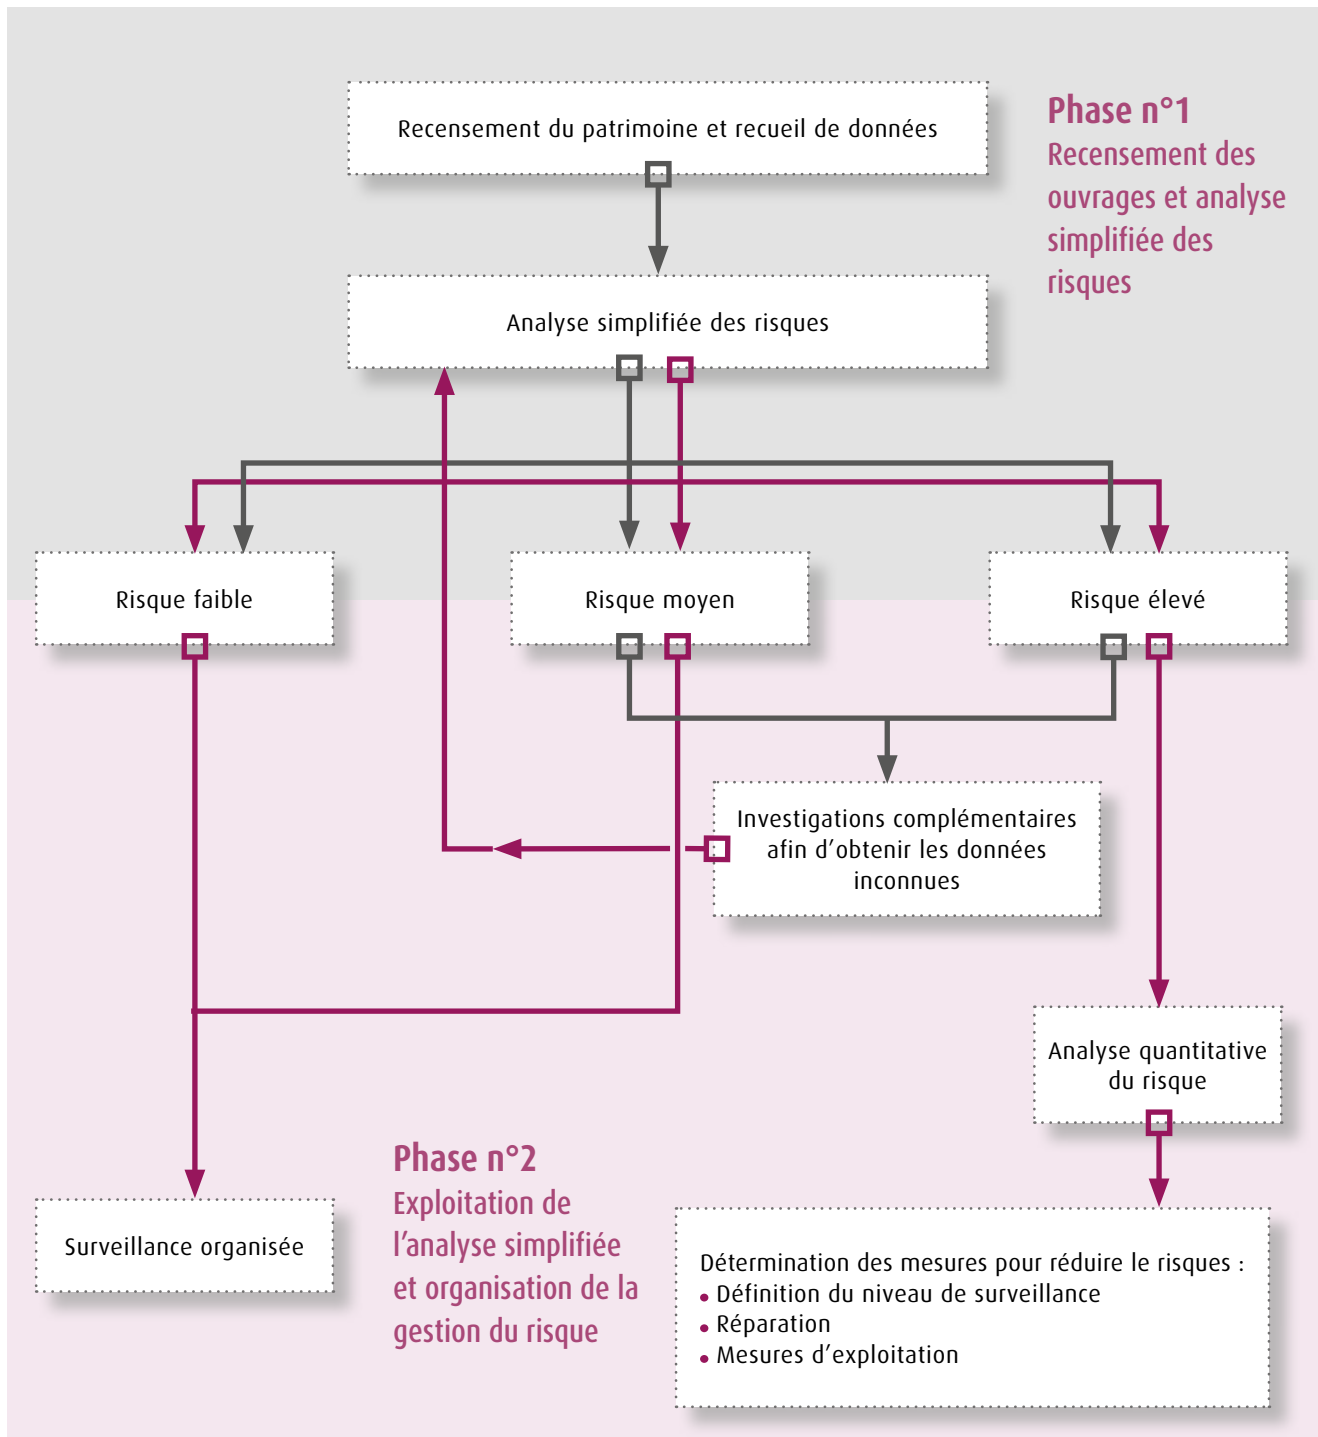 Recensement du patrimoine et recueil de données
Phase n°1
Recensement des
ouvrages et analyse
simplifiée des
risques
Analyse simplifiée des risques
Risque faible
Risque moyen
Risque élevé
Investigations complémentaires
afin d’obtenir les données
inconnues
Analyse quantitative
du risque
Phase n°2
Exploitation de
l’analyse simplifiée
et organisation de la
gestion du risque
Surveillance organisée
Détermination des mesures pour réduire le risques :
• Définition du niveau de surveillance
• Réparation
• Mesures d’exploitation